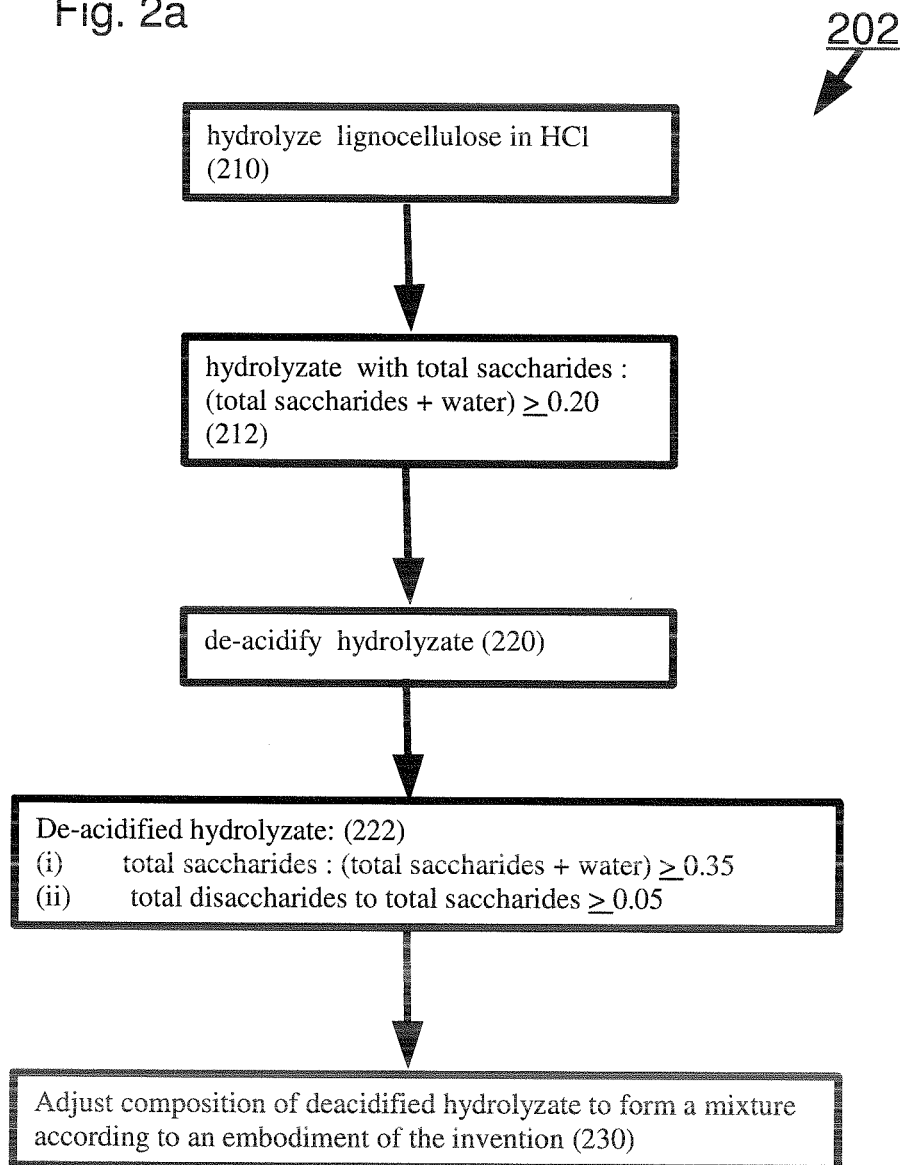 Fig. 2a
202
hydrolyze lignocellulose in HCl
(210)
hydrolyzate with total saccharides :
(total saccharides + water) ≥ 0.20
(212)
de-acidify hydrolyzate (220)
De-acidified hydrolyzate: (222)
(i) total saccharides : (total saccharides + water) ≥ 0.35
(ii) total disaccharides to total saccharides ≥ 0.05
Adjust composition of deacidified hydrolyzate to form a mixture
according to an embodiment of the invention (230)